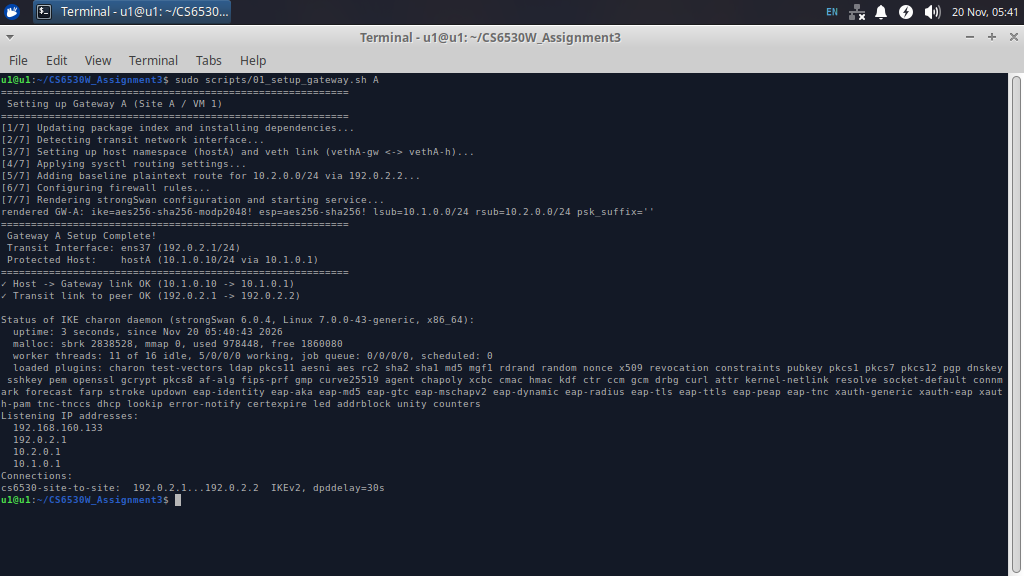 Terminal - u1@u1: ~/CS6530...
EN
20 Nov, 05:41
Terminal - u1@u1: ~/CS6530W_Assignment3
File Edit View Terminal Tabs Help
u1@u1:~/CS6530W_Assignment3$ sudo scripts/01_setup_gateway.sh A
==========================================================
 Setting up Gateway A (Site A / VM 1)
==========================================================
[1/7] Updating package index and installing dependencies...
[2/7] Detecting transit network interface...
[3/7] Setting up host namespace (hostA) and veth link (vethA-gw <-> vethA-h)...
[4/7] Applying sysctl routing settings...
[5/7] Adding baseline plaintext route for 10.2.0.0/24 via 192.0.2.2...
[6/7] Configuring firewall rules...
[7/7] Rendering strongSwan configuration and starting service...
rendered GW-A: ike=aes256-sha256-modp2048! esp=aes256-sha256! lsub=10.1.0.0/24 rsub=10.2.0.0/24 psk_suffix=''
==========================================================
 Gateway A Setup Complete!
 Transit Interface: ens37 (192.0.2.1/24)
 Protected Host:    hostA (10.1.0.10/24 via 10.1.0.1)
==========================================================
✓ Host -> Gateway link OK (10.1.0.10 -> 10.1.0.1)
✓ Transit link to peer OK (192.0.2.1 -> 192.0.2.2)
Status of IKE charon daemon (strongSwan 6.0.4, Linux 7.0.0-43-generic, x86_64):
  uptime: 3 seconds, since Nov 20 05:40:43 2026
  malloc: sbrk 2838528, mmap 0, used 978448, free 1860080
  worker threads: 11 of 16 idle, 5/0/0/0 working, job queue: 0/0/0/0, scheduled: 0
  loaded plugins: charon test-vectors ldap pkcs11 aesni aes rc2 sha2 sha1 md5 mgf1 rdrand random nonce x509 revocation constraints pubkey pkcs1 pkcs7 pkcs12 pgp dnskey
 sshkey pem openssl gcrypt pkcs8 af-alg fips-prf gmp curve25519 agent chapoly xcbc cmac hmac kdf ctr ccm gcm drbg curl attr kernel-netlink resolve socket-default connm
ark forecast farp stroke updown eap-identity eap-aka eap-md5 eap-gtc eap-mschapv2 eap-dynamic eap-radius eap-tls eap-ttls eap-peap eap-tnc xauth-generic xauth-eap xaut
h-pam tnc-tnccs dhcp lookip error-notify certexpire led addrblock unity counters
Listening IP addresses:
  192.168.160.133
  192.0.2.1
  10.2.0.1
  10.1.0.1
Connections:
cs6530-site-to-site:  192.0.2.1...192.0.2.2  IKEv2, dpddelay=30s
u1@u1:~/CS6530W_Assignment3$